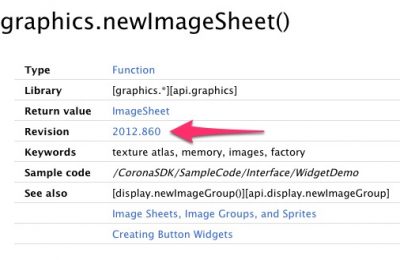 graphics.newImageSheet()
Type Function
Library [graphics.*][api.graphics]
Return value ImageSheet
Revision 2012.860
Keywords texture atlas, memory, images, factory
Sample code /CoronaSDK/SampleCode/Interface/WidgetDemo
See also [display.newImageGroup()][api.display.newImageGroup]
Image Sheets, Image Groups, and Sprites
Creating Button Widgets